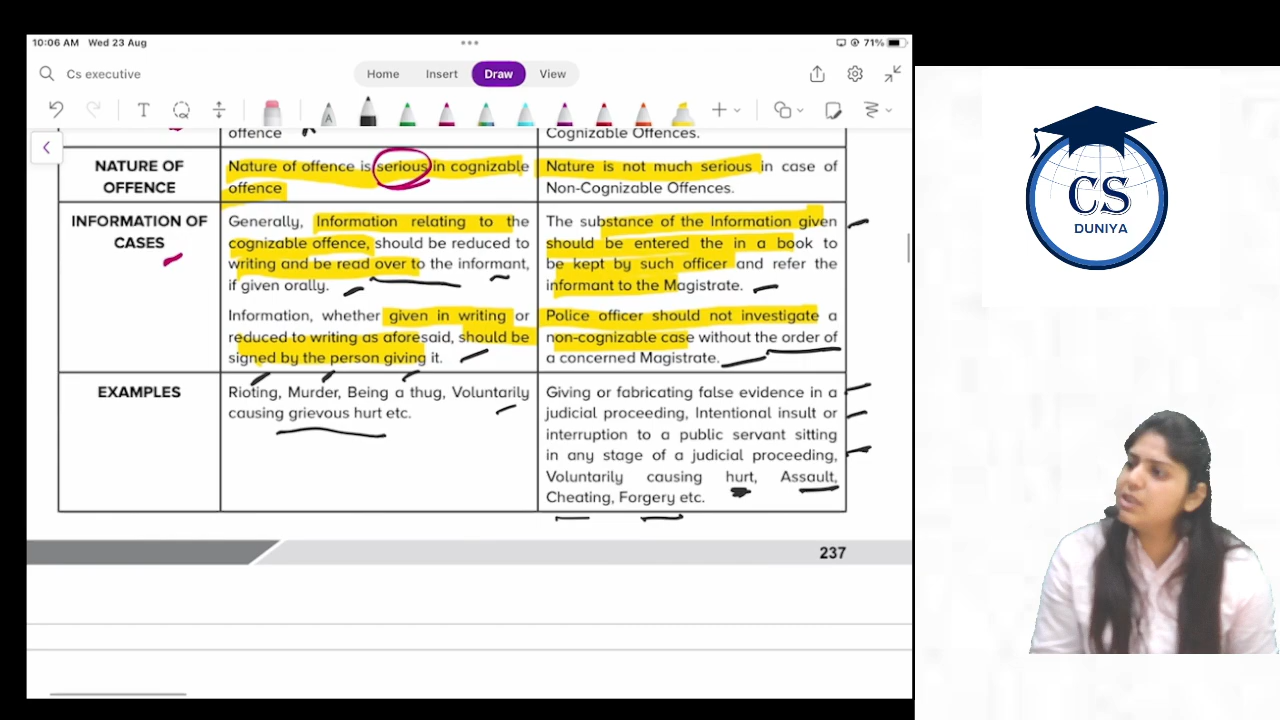 10:06 AM Wed 23 Aug
71%
Cs executive
Home Insert Draw View
T
A
offence
Cognizable Offences.
NATURE OF
OFFENCE
Nature of offence is serious in cognizable
offence
Nature is not much serious in case of
Non-Cognizable Offences.
INFORMATION OF
CASES
Generally, Information relating to the
cognizable offence, should be reduced to
writing and be read over to the informant,
if given orally.
Information, whether given in writing or
reduced to writing as aforesaid, should be
signed by the person giving it.
The substance of the Information given
should be entered the in a book to
be kept by such officer and refer the
informant to the Magistrate.
Police officer should not investigate a
non-cognizable case without the order of
a concerned Magistrate.
EXAMPLES
Rioting, Murder, Being a thug, Voluntarily
causing grievous hurt etc.
Giving or fabricating false evidence in a
judicial proceeding, Intentional insult or
interruption to a public servant sitting
in any stage of a judicial proceeding,
Voluntarily causing hurt, Assault,
Cheating, Forgery etc.
237
CS
DUNIYA